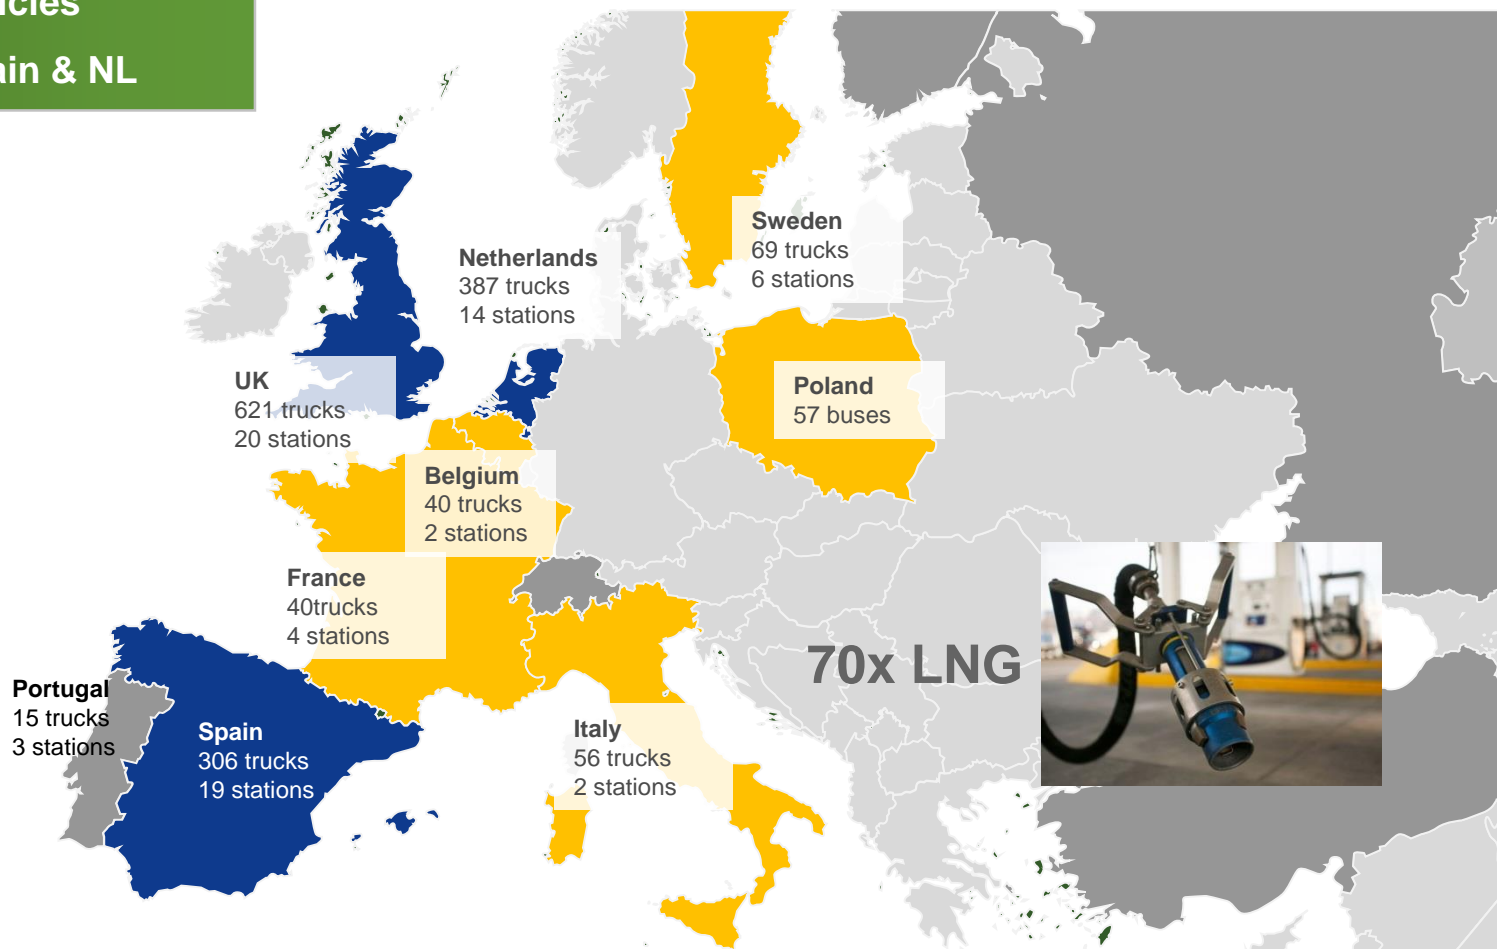 ain & NL
Sweden
69 trucks
6 stations
Netherlands
387 trucks
14 stations
UK
621 trucks
20 stations
Poland
57 buses
Belgium
40 trucks
2 stations
France
40trucks
4 stations
70x LNG
Portugal
15 trucks
3 stations
Spain
306 trucks
19 stations
Italy
56 trucks
2 stations